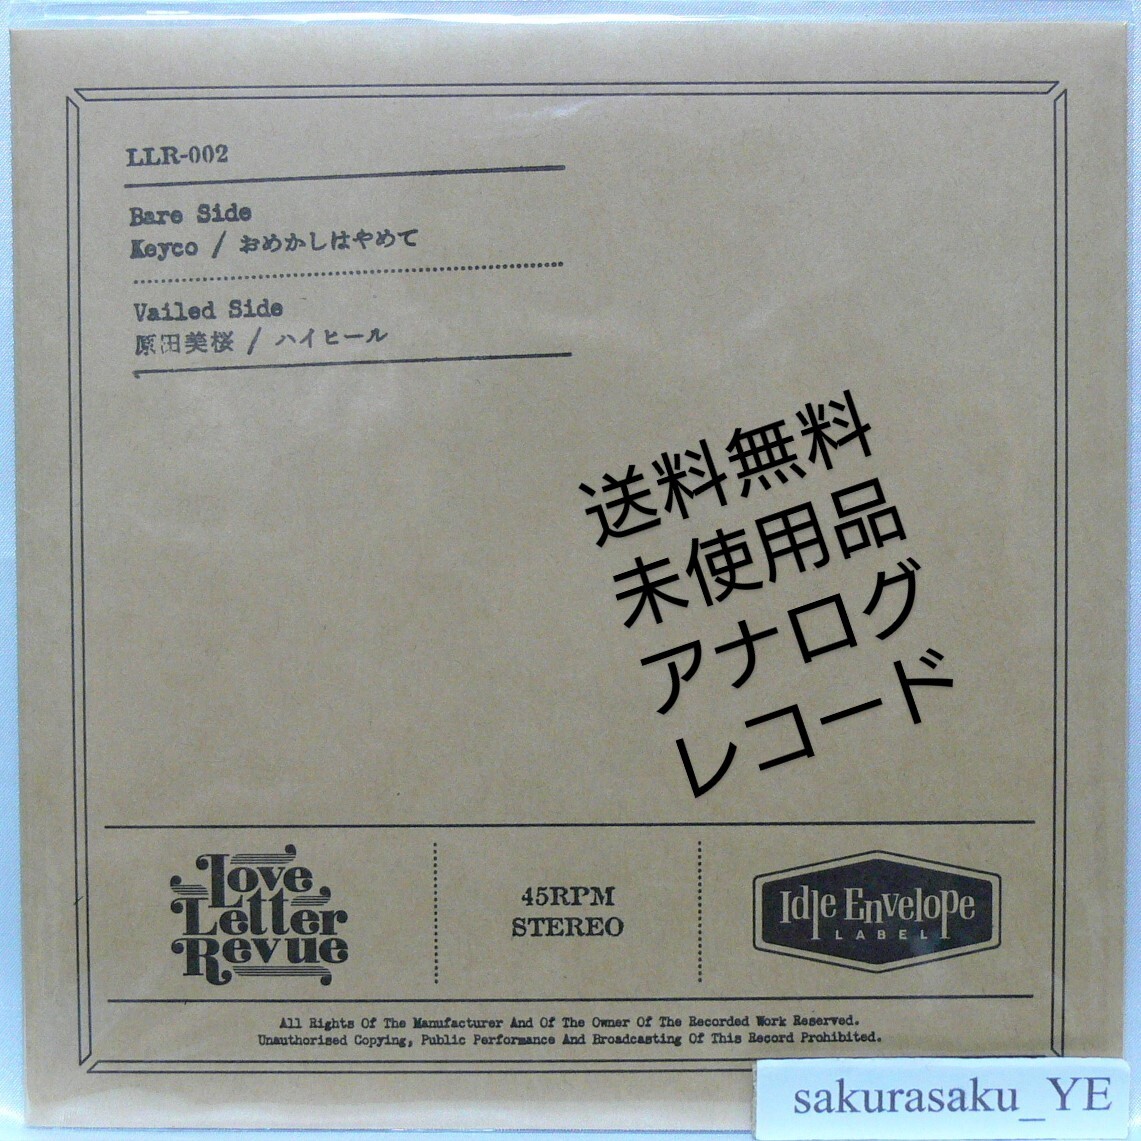 LLR-002
Bare Side
Keyco / おめかしはやめて
Vailed Side
原田美桜 / ハイヒール
送料無料
未使用品
アナログ
レコード
Love
Letter
Revue
45RPM
STEREO
Idle Envelope
LABEL
All Rights Of The Manufacturer And Of The Owner Of The Recorded Work Reserved.
Unauthorised Copying, Public Performance And Broadcasting Of This Record Prohibited.
sakurasaku_YE